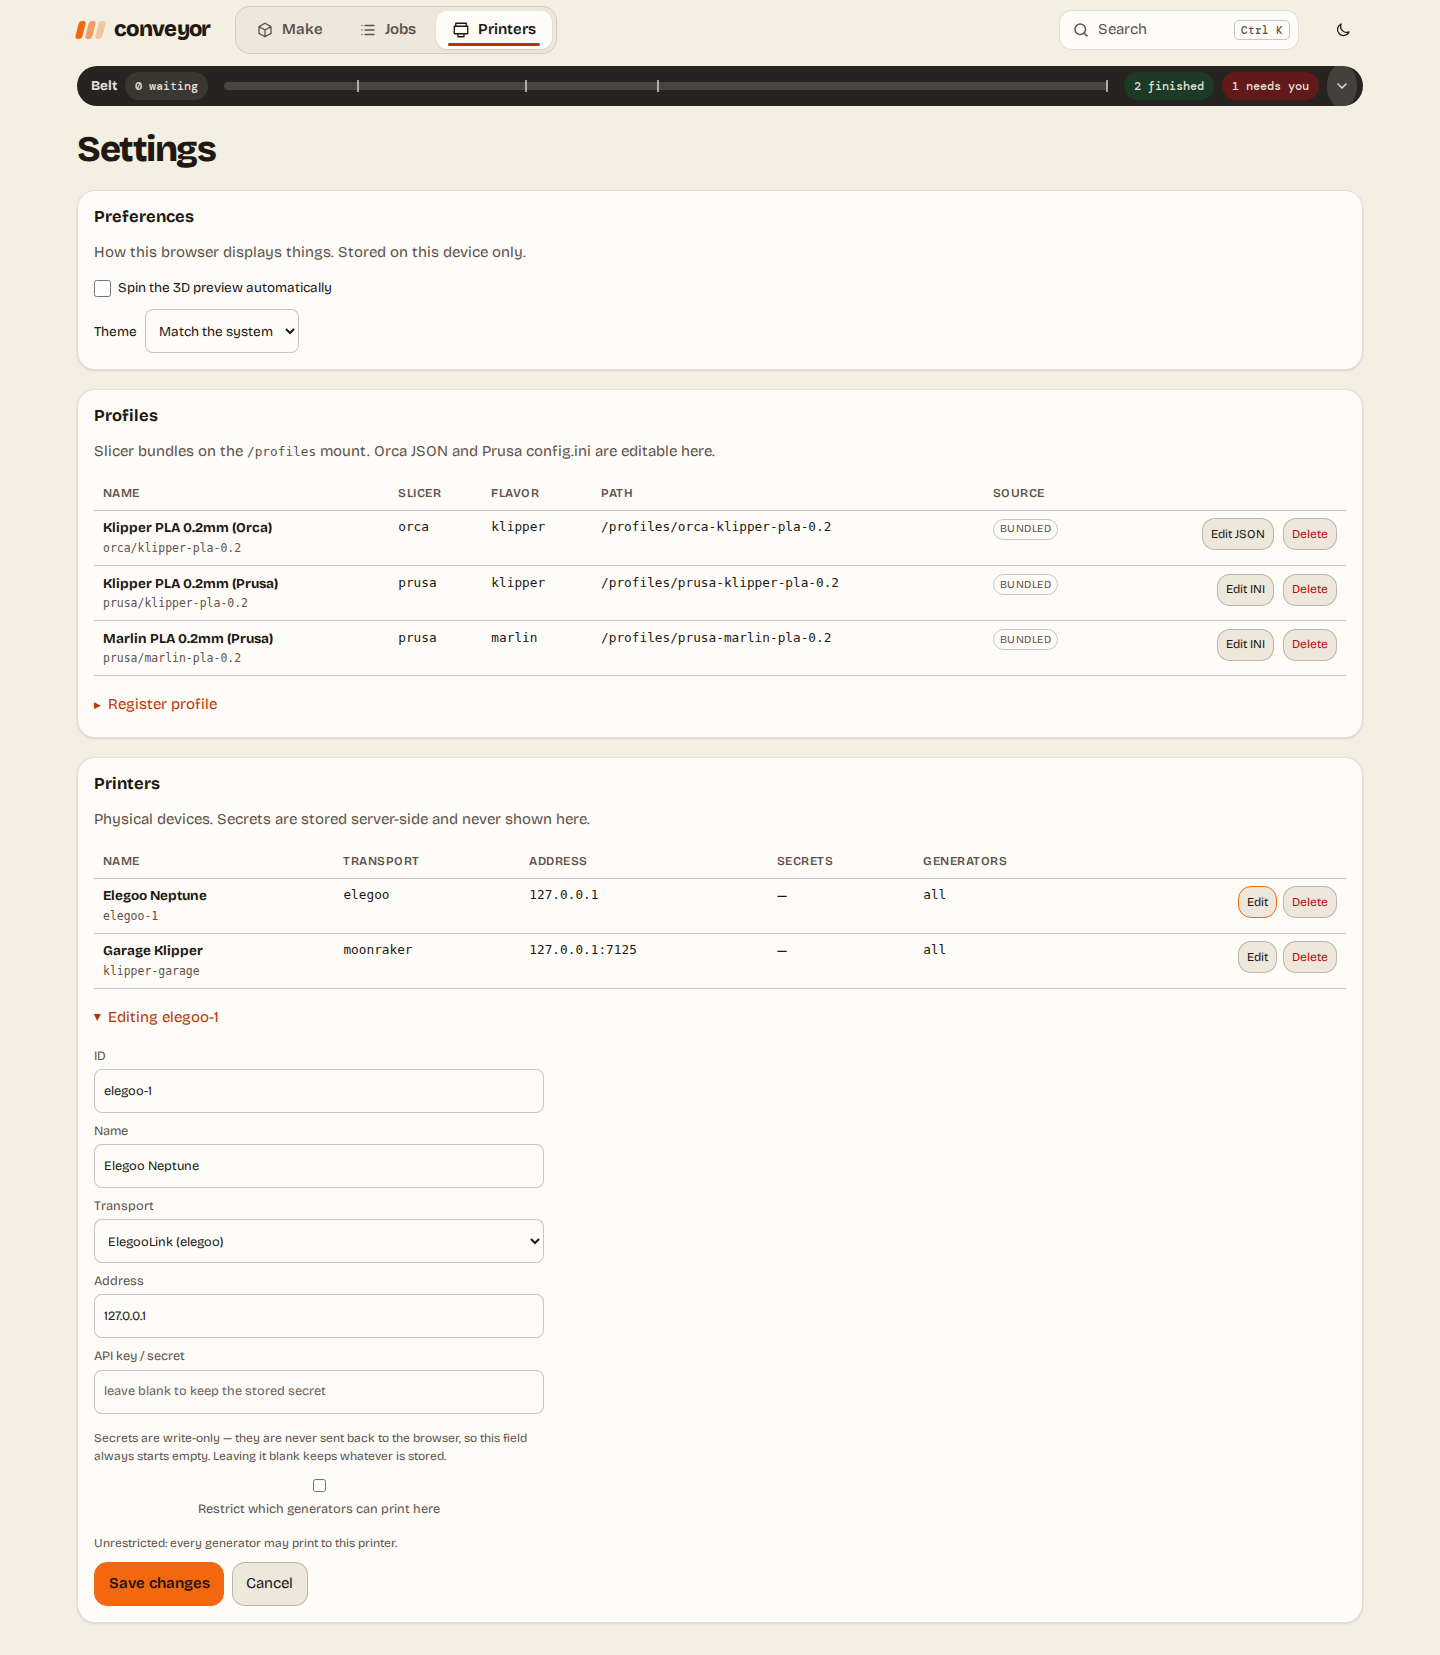 conveyor
Make
Jobs
Printers
Search
Ctrl K
Belt
0 waiting
2 finished
1 needs you
Settings
Preferences
How this browser displays things. Stored on this device only.
Spin the 3D preview automatically
Theme
Match the system
Profiles
Slicer bundles on the /profiles mount. Orca JSON and Prusa config.ini are editable here.
NAME SLICER FLAVOR PATH SOURCE
Klipper PLA 0.2mm (Orca) orca klipper /profiles/orca-klipper-pla-0.2 BUNDLED Edit JSON Delete
orca/klipper-pla-0.2
Klipper PLA 0.2mm (Prusa) prusa klipper /profiles/prusa-klipper-pla-0.2 BUNDLED Edit INI Delete
prusa/klipper-pla-0.2
Marlin PLA 0.2mm (Prusa) prusa marlin /profiles/prusa-marlin-pla-0.2 BUNDLED Edit INI Delete
prusa/marlin-pla-0.2
▸ Register profile
Printers
Physical devices. Secrets are stored server-side and never shown here.
NAME TRANSPORT ADDRESS SECRETS GENERATORS
Elegoo Neptune elegoo 127.0.0.1 — all Edit Delete
elegoo-1
Garage Klipper moonraker 127.0.0.1:7125 — all Edit Delete
klipper-garage
▾ Editing elegoo-1
ID
elegoo-1
Name
Elegoo Neptune
Transport
ElegooLink (elegoo)
Address
127.0.0.1
API key / secret
leave blank to keep the stored secret
Secrets are write-only — they are never sent back to the browser, so this field
always starts empty. Leaving it blank keeps whatever is stored.
Restrict which generators can print here
Unrestricted: every generator may print to this printer.
Save changes
Cancel